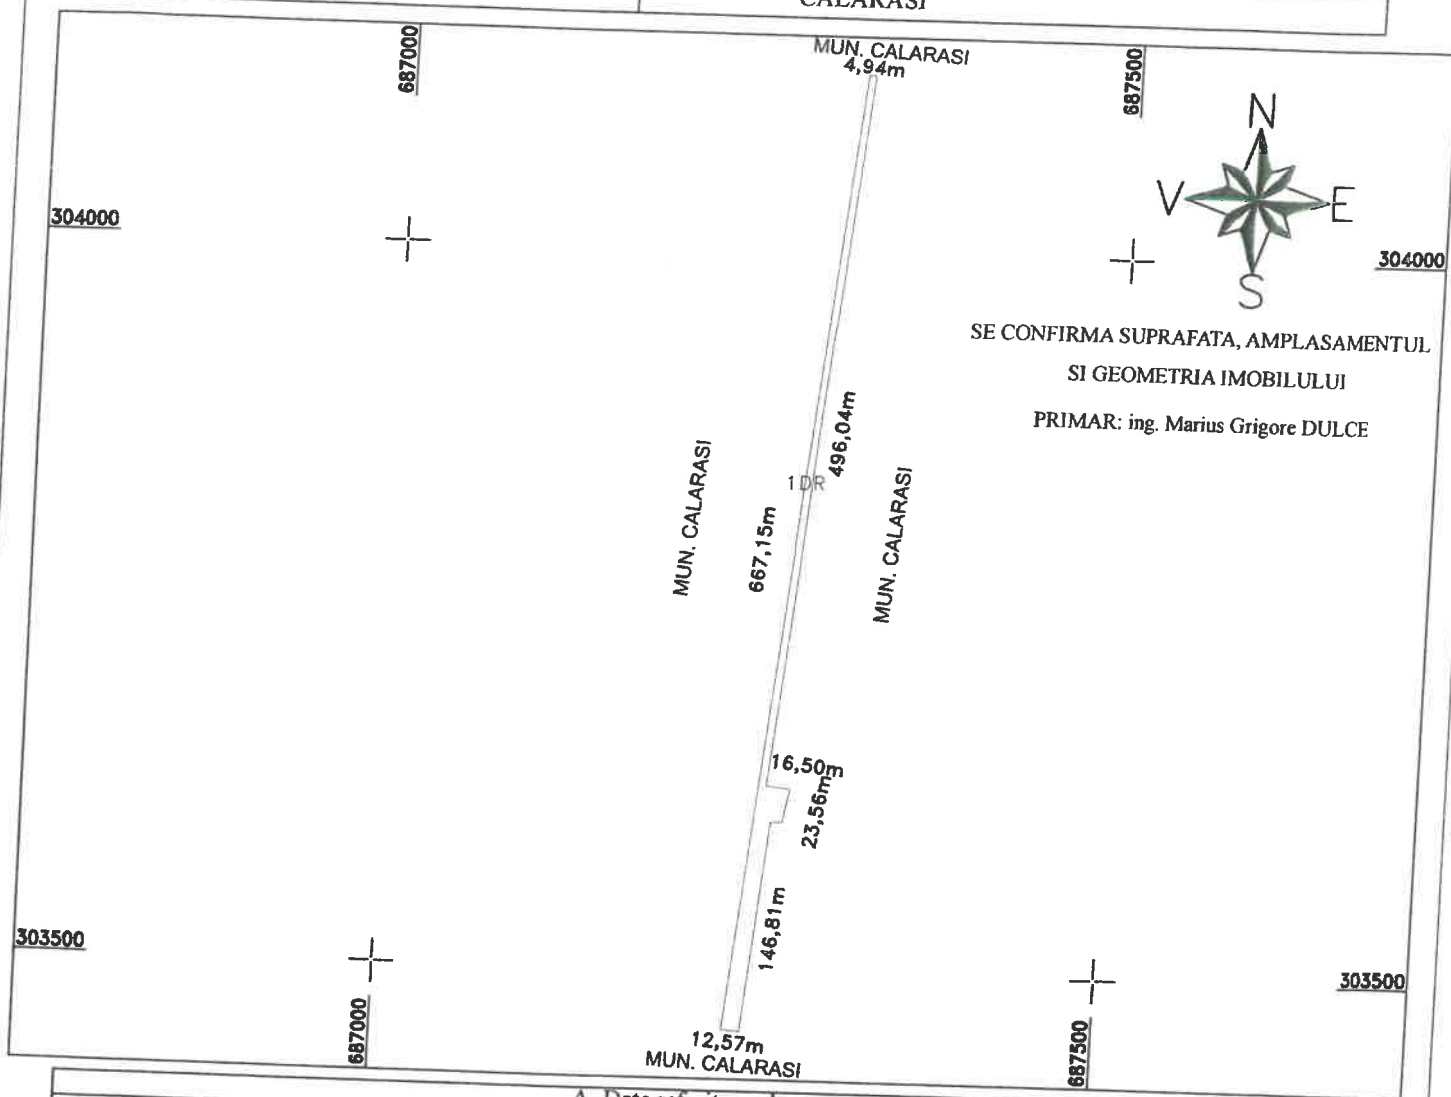 CALARASI
687000
MUN. CALARASI
4,94m
687500
N
V
E
S
304000
304000
SE CONFIRMA SUPRAFATA, AMPLASAMENTUL
SI GEOMETRIA IMOBILULUI
PRIMAR: ing. Marius Grigore DULCE
496,04m
1DR
MUN. CALARASI
667,15m
MUN. CALARASI
16,50m
23,56m
146,81m
303500
303500
687000
12,57m
MUN. CALARASI
687500